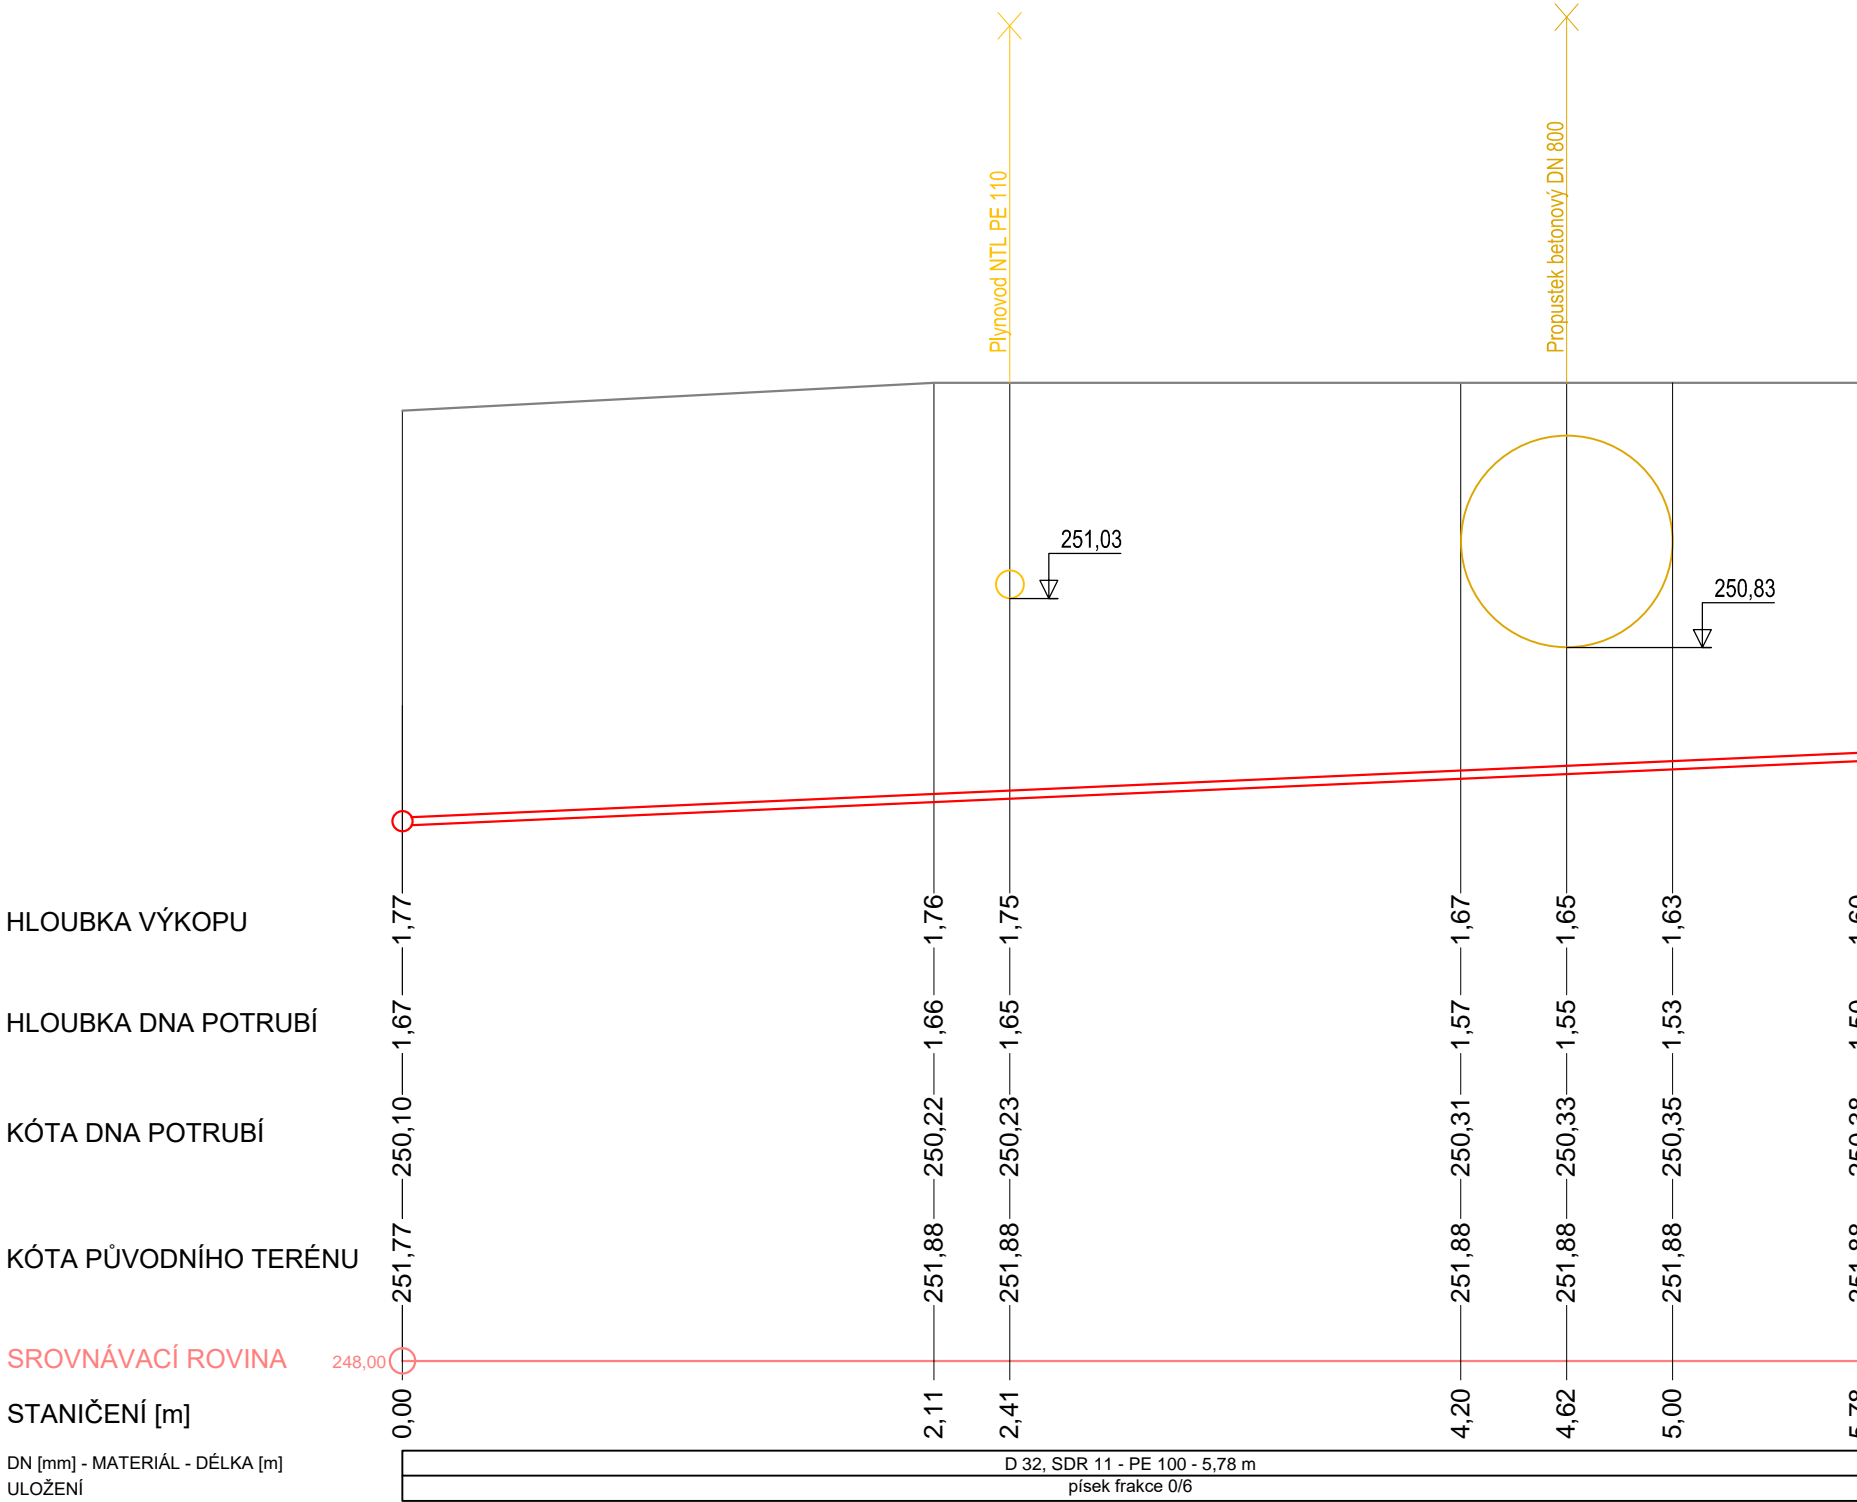 Plynovod NTL PE 110
Propustek betonový DN 800
251,03
250,83
HLOUBKA VÝKOPU 1,77 1,76 1,75 1,67 1,65 1,63
HLOUBKA DNA POTRUBÍ 1,67 1,66 1,65 1,57 1,55 1,53
KÓTA DNA POTRUBÍ 250,10 250,22 250,23 250,31 250,33 250,35
KÓTA PŮVODNÍHO TERÉNU 251,77 251,88 251,88 251,88 251,88 251,88
SROVNÁVACÍ ROVINA 248,00
STANIČENÍ [m] 0,00 2,11 2,41 4,20 4,62 5,00
DN [mm] - MATERIÁL - DÉLKA [m] D 32, SDR 11 - PE 100 - 5,78 m
ULOŽENÍ písek frakce 0/6